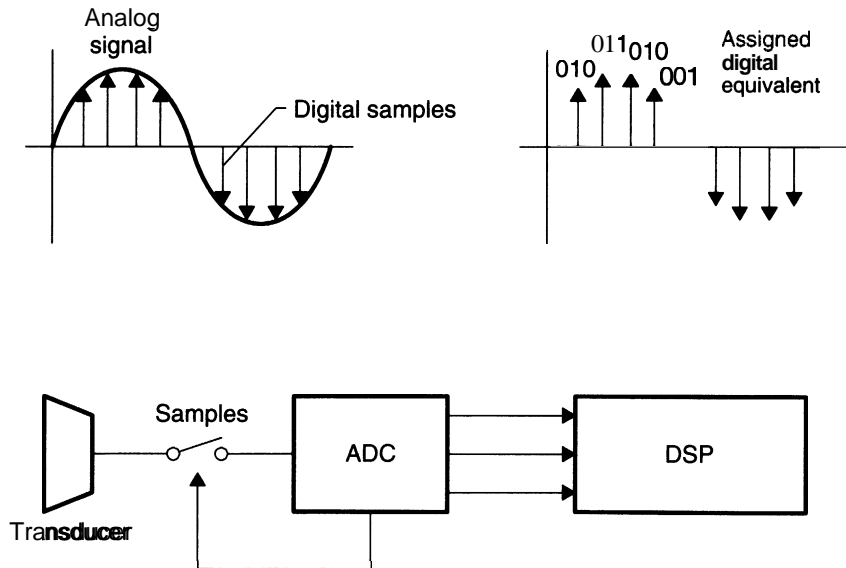 Analog
signal
Digital samples
010
011
010
001
Assigned
digital
equivalent
Samples
ADC
DSP
Transducer